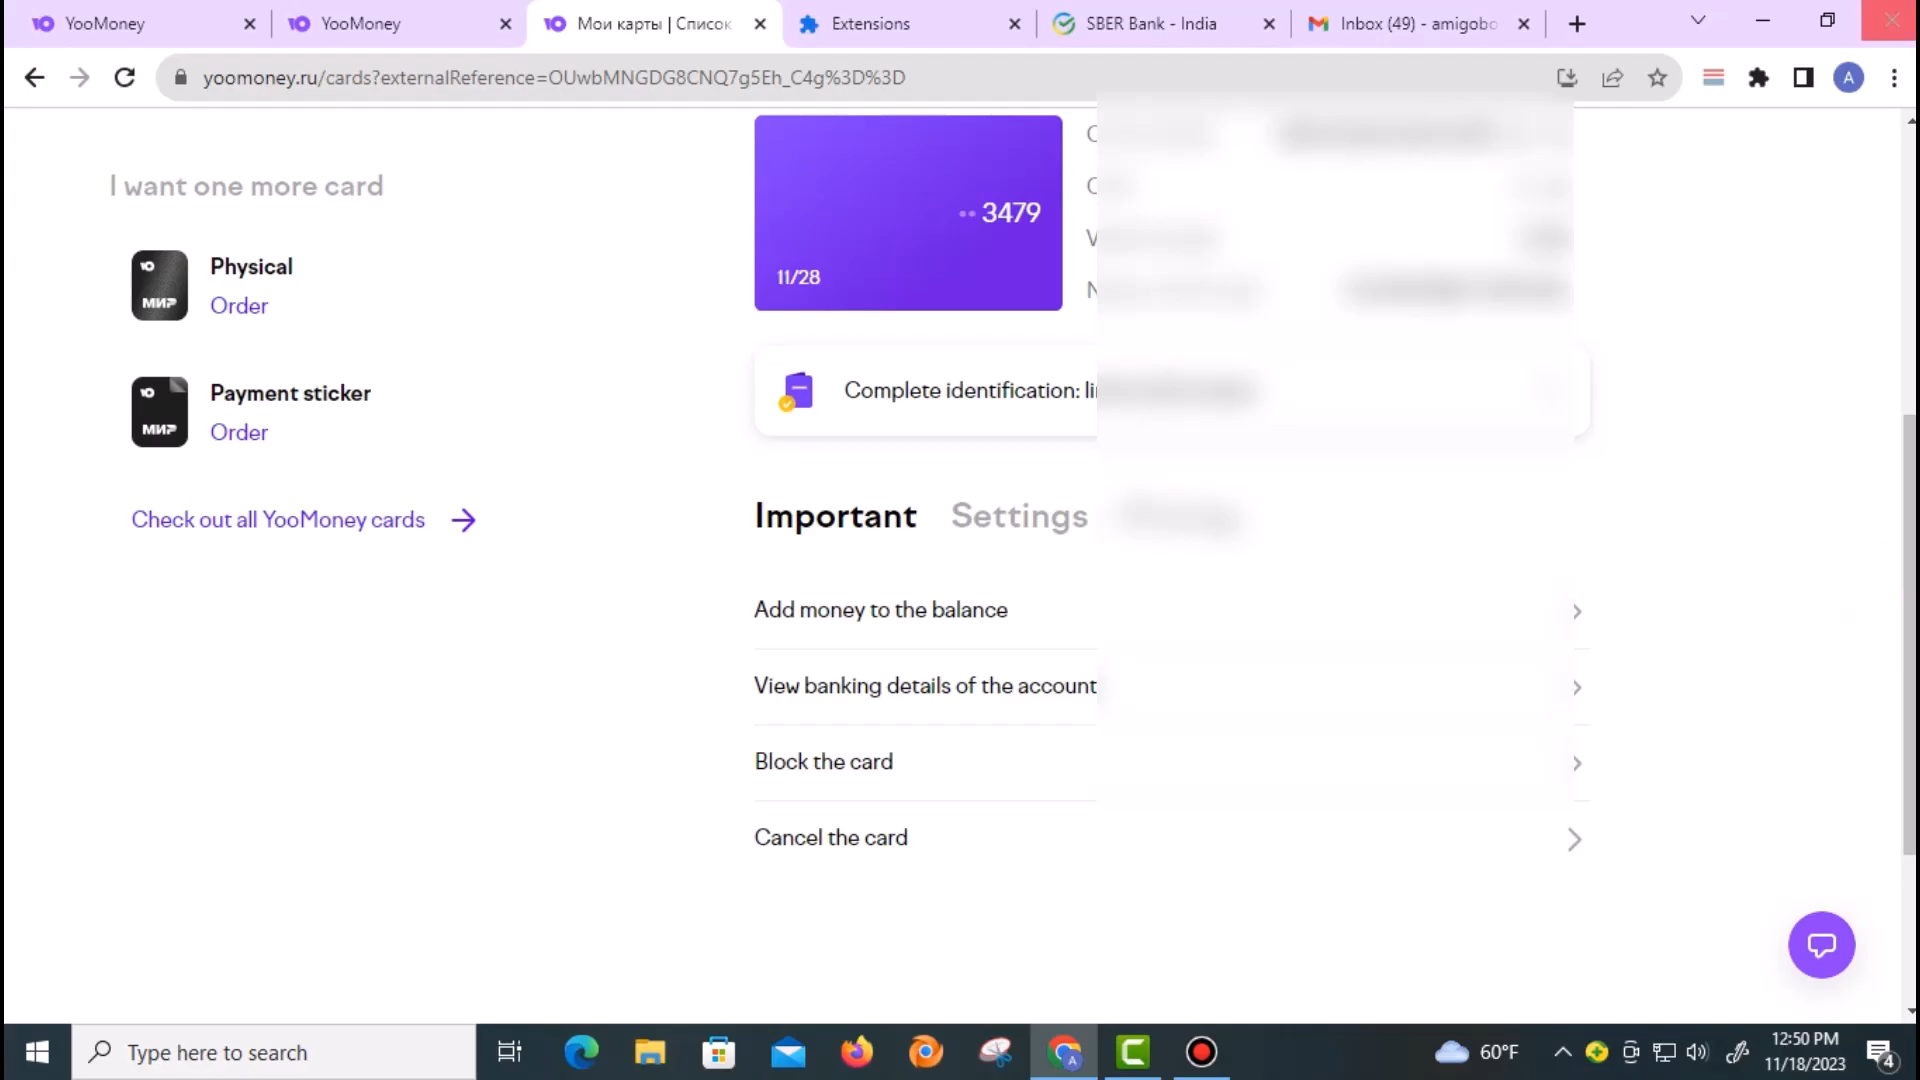 YooMoney
YooMoney
Мои карты | Список
Extensions
SBER Bank - India
Inbox (49) - amigobo
yoomoney.ru/cards?externalReference=OUwbMNGDG8CNQ7g5Eh_C4g%3D%3D
A
I want one more card
Physical
Order
МИР
Payment sticker
Order
МИР
Check out all YooMoney cards
•• 3479
11/28
Complete identification: li
Important Settings
Add money to the balance
View banking details of the account
Block the card
Cancel the card
Type here to search
60°F
12:50 PM
11/18/2023
4